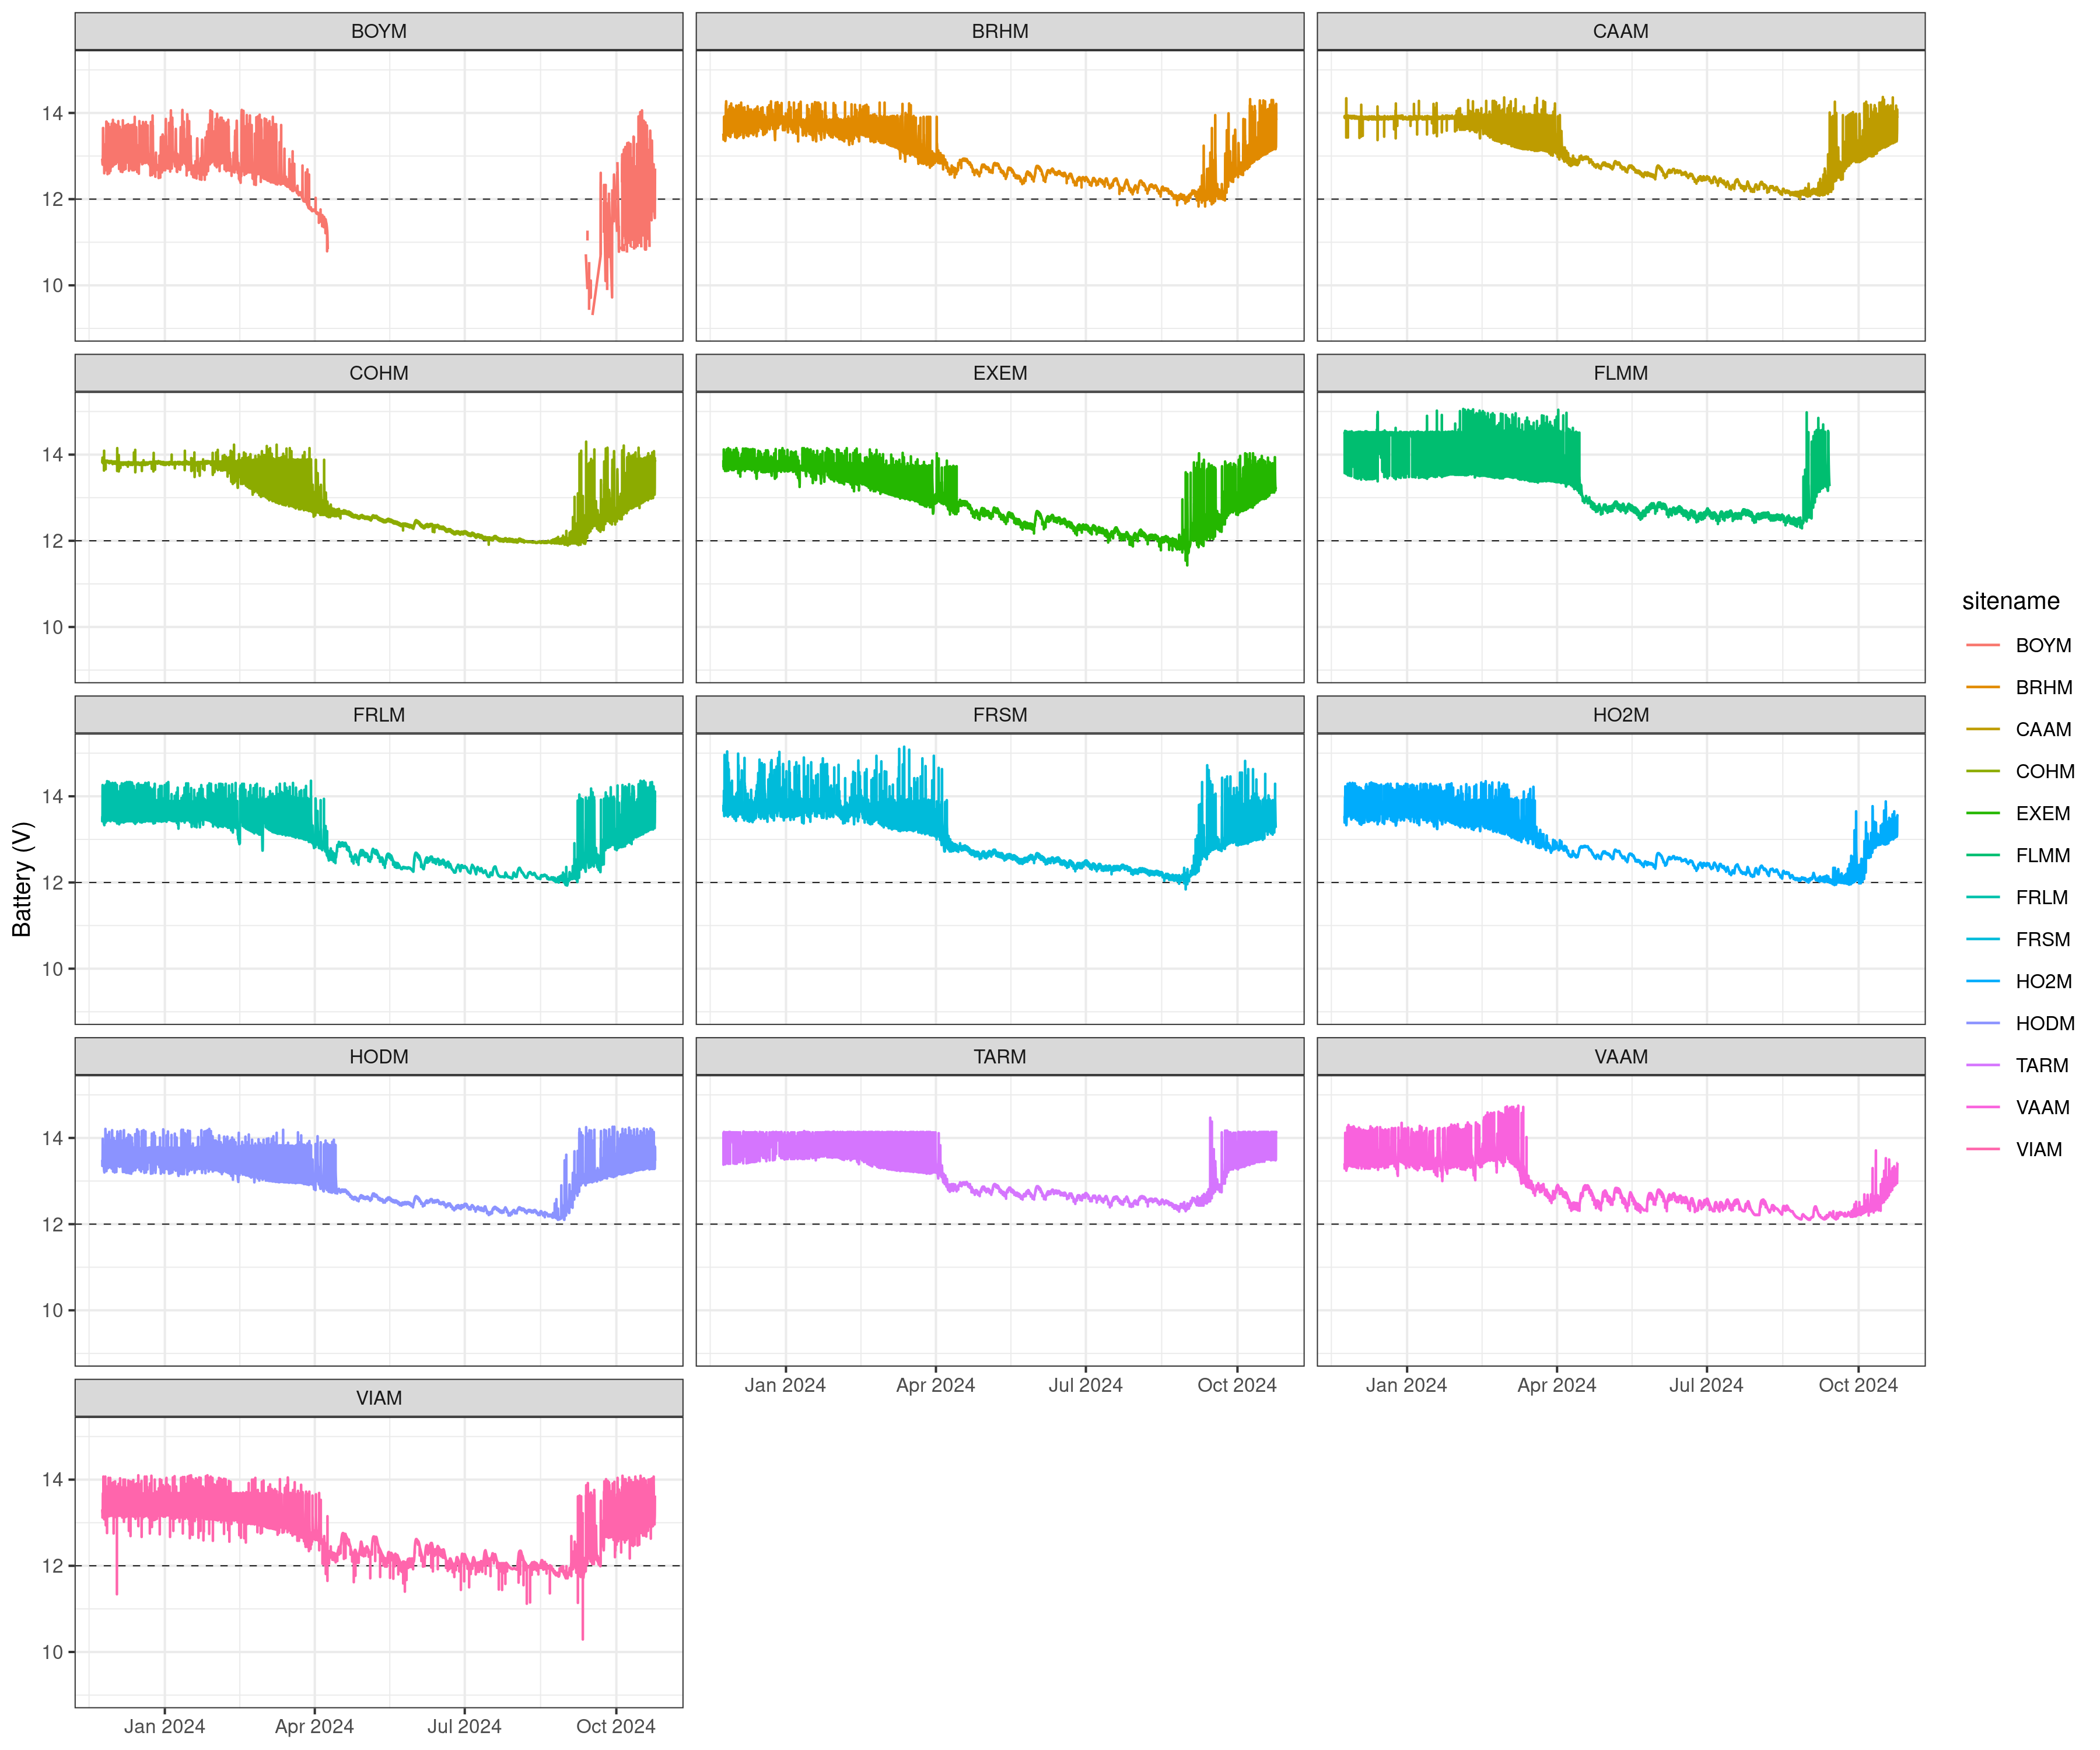 BOYM
BRHM
CAAM
14
12
10
COHM
EXEM
FLMM
14
12
10
FRLM
FRSM
HO2M
14
12
10
HODM
TARM
VAAM
14
12
10
Jan 2024
Apr 2024
Jul 2024
Oct 2024
Jan 2024
Apr 2024
Jul 2024
Oct 2024
VIAM
14
12
10
Jan 2024
Apr 2024
Jul 2024
Oct 2024
Battery (V)
sitename
BOYM
BRHM
CAAM
COHM
EXEM
FLMM
FRLM
FRSM
HO2M
HODM
TARM
VAAM
VIAM